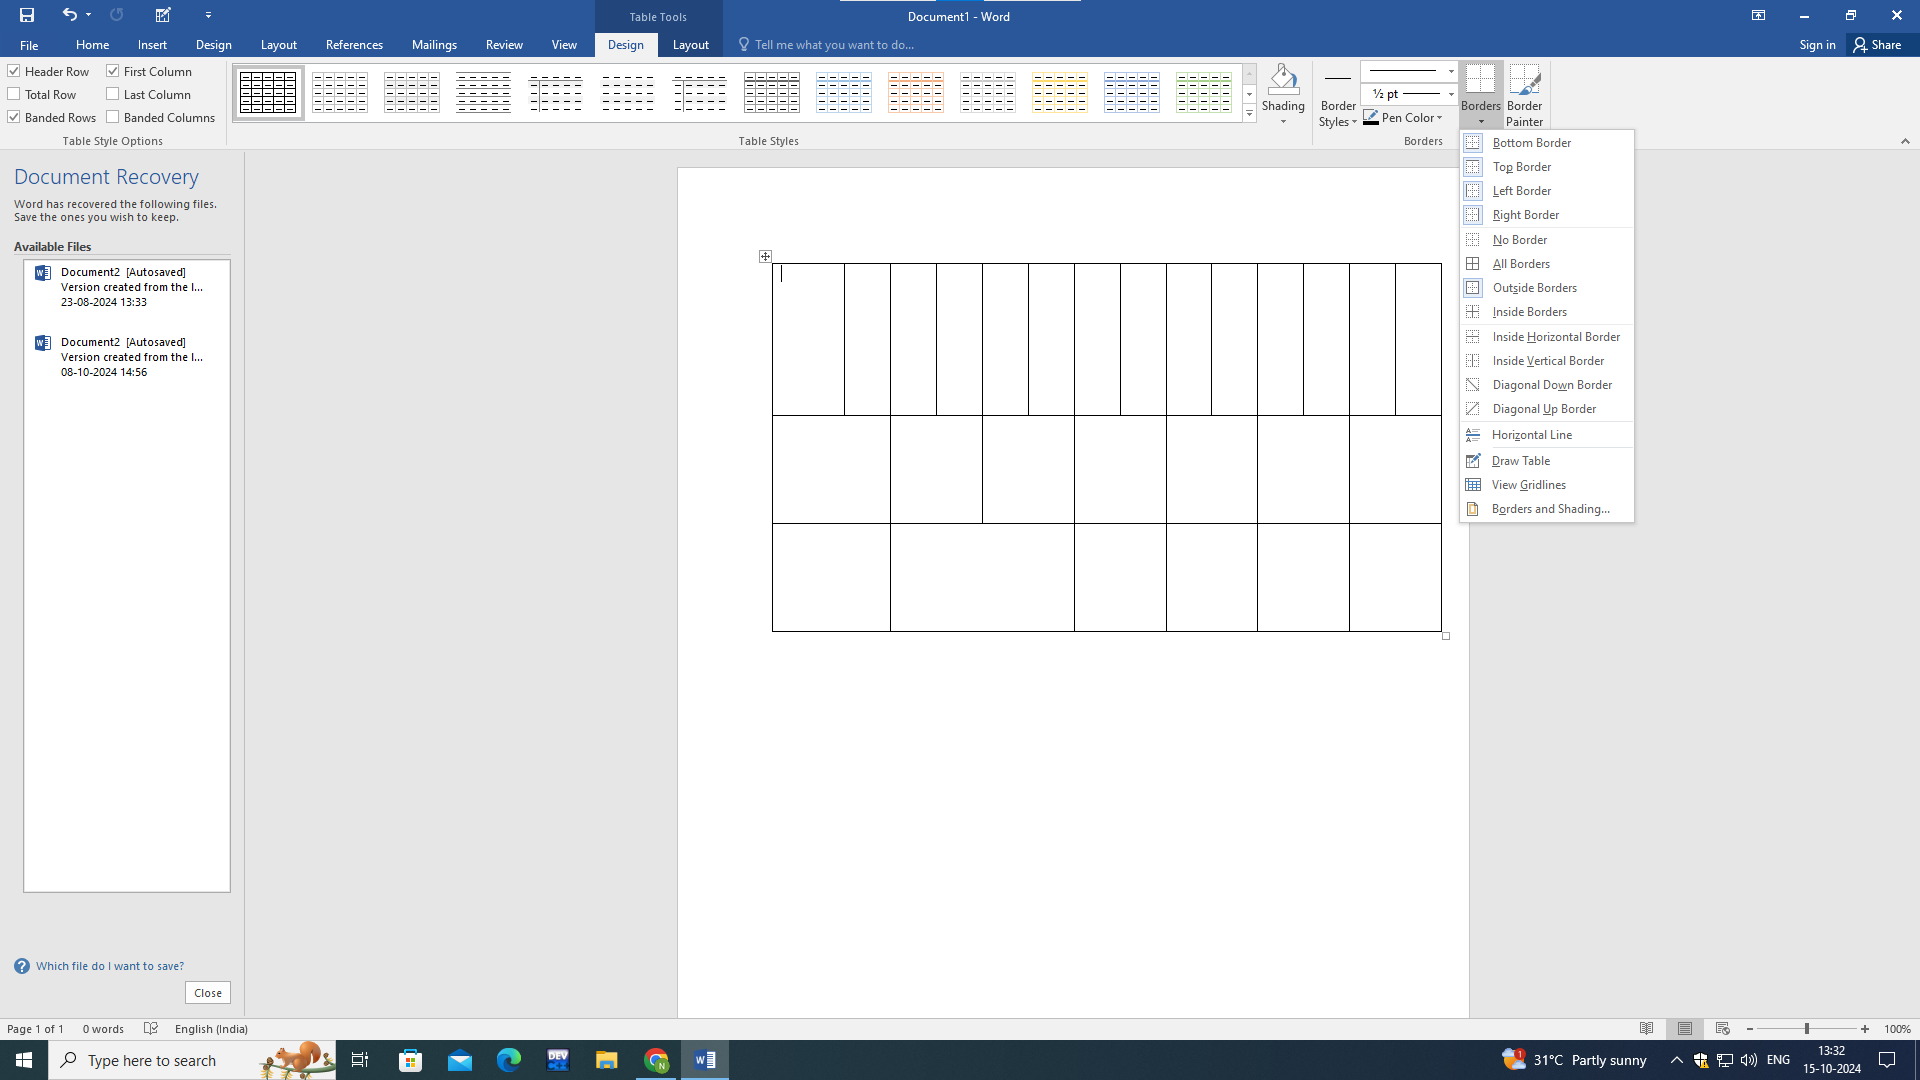 Table Tools
Document1 - Word
File
Home
Insert
Design
Layout
References
Mailings
Review
View
Design
Layout
Tell me what you want to do...
Sign in
Share
Header Row
First Column
Total Row
Last Column
Banded Rows
Banded Columns
Table Style Options
Table Styles
Shading
Border
Styles
½ pt
Pen Color
Borders
Borders
Border
Painter
Bottom Border
Top Border
Left Border
Right Border
No Border
All Borders
Outside Borders
Inside Borders
Inside Horizontal Border
Inside Vertical Border
Diagonal Down Border
Diagonal Up Border
Horizontal Line
Draw Table
View Gridlines
Borders and Shading...
Document Recovery
Word has recovered the following files.
Save the ones you wish to keep.
Available Files
Document2 [Autosaved]
Version created from the l...
23-08-2024 13:33
Document2 [Autosaved]
Version created from the l...
08-10-2024 14:56
Which file do I want to save?
Close
Page 1 of 1
0 words
English (India)
100%
Type here to search
DEV
31°C Partly sunny
ENG
13:32
15-10-2024